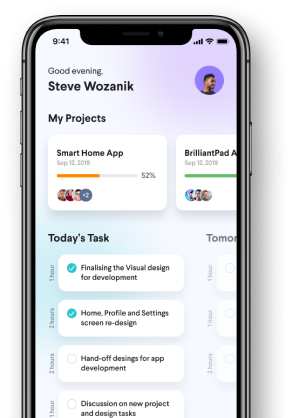 9:41
Good evening,
Steve Wozanik
My Projects
Smart Home App
Sep 12, 2019
52%
+2
BrilliantPad A
Sep 12, 2019
Today's Task
Tomor
1 hour
Finalising the Visual design
for development
1 hour
2 hours
Home, Profile and Settings
screen re-design
1 hour
2 hours
Hand-off desings for app
development
2 hours
1 hour
Discussion on new project
and design tasks